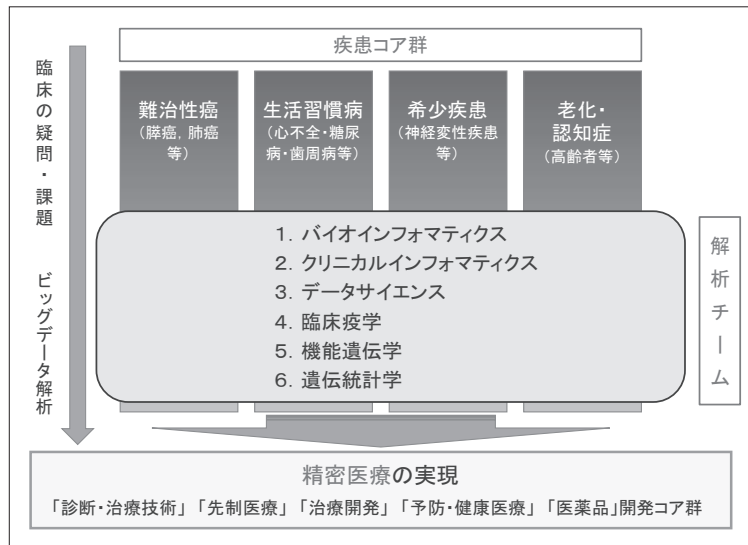 疾患コア群
臨床の疑問・課題
ビッグデータ解析
難治性癌
（膵癌，肺癌
等）
生活習慣病
（心不全・糖尿
病・歯周病等）
希少疾患
（神経変性疾患
等）
老化・
認知症
（高齢者等）
1．バイオインフォマティクス
2．クリニカルインフォマティクス
3．データサイエンス
4．臨床疫学
5．機能遺伝学
6．遺伝統計学
解析チーム
精密医療の実現
「診断・治療技術」「先制医療」「治療開発」「予防・健康医療」「医薬品」開発コア群